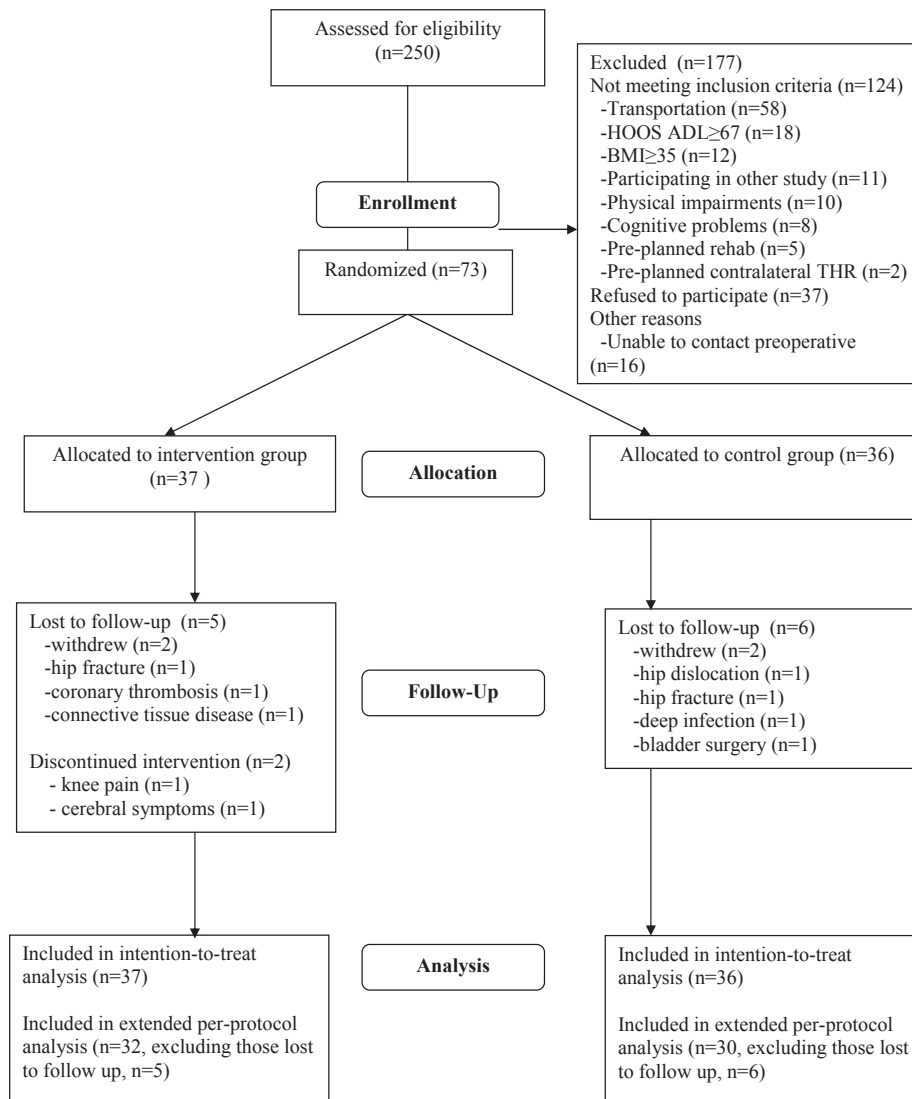 Assessed for eligibility
(n=250)
Excluded (n=177)
Not meeting inclusion criteria (n=124)
-Transportation (n=58)
-HOOS ADL≥67 (n=18)
-BMI≥35 (n=12)
-Participating in other study (n=11)
-Physical impairments (n=10)
-Cognitive problems (n=8)
-Pre-planned rehab (n=5)
-Pre-planned contralateral THR (n=2)
Refused to participate (n=37)
Other reasons
-Unable to contact preoperative
(n=16)
Enrollment
Randomized (n=73)
Allocated to intervention group
(n=37 )
Allocation
Allocated to control group (n=36)
Lost to follow-up (n=5)
-withdrew (n=2)
-hip fracture (n=1)
-coronary thrombosis (n=1)
-connective tissue disease (n=1)
Discontinued intervention (n=2)
- knee pain (n=1)
- cerebral symptoms (n=1)
Follow-Up
Lost to follow-up (n=6)
-withdrew (n=2)
-hip dislocation (n=1)
-hip fracture (n=1)
-deep infection (n=1)
-bladder surgery (n=1)
Included in intention-to-treat
analysis (n=37)
Included in extended per-protocol
analysis (n=32, excluding those lost
to follow up, n=5)
Analysis
Included in intention-to-treat
analysis (n=36)
Included in extended per-protocol
analysis (n=30, excluding those lost
to follow up, n=6)